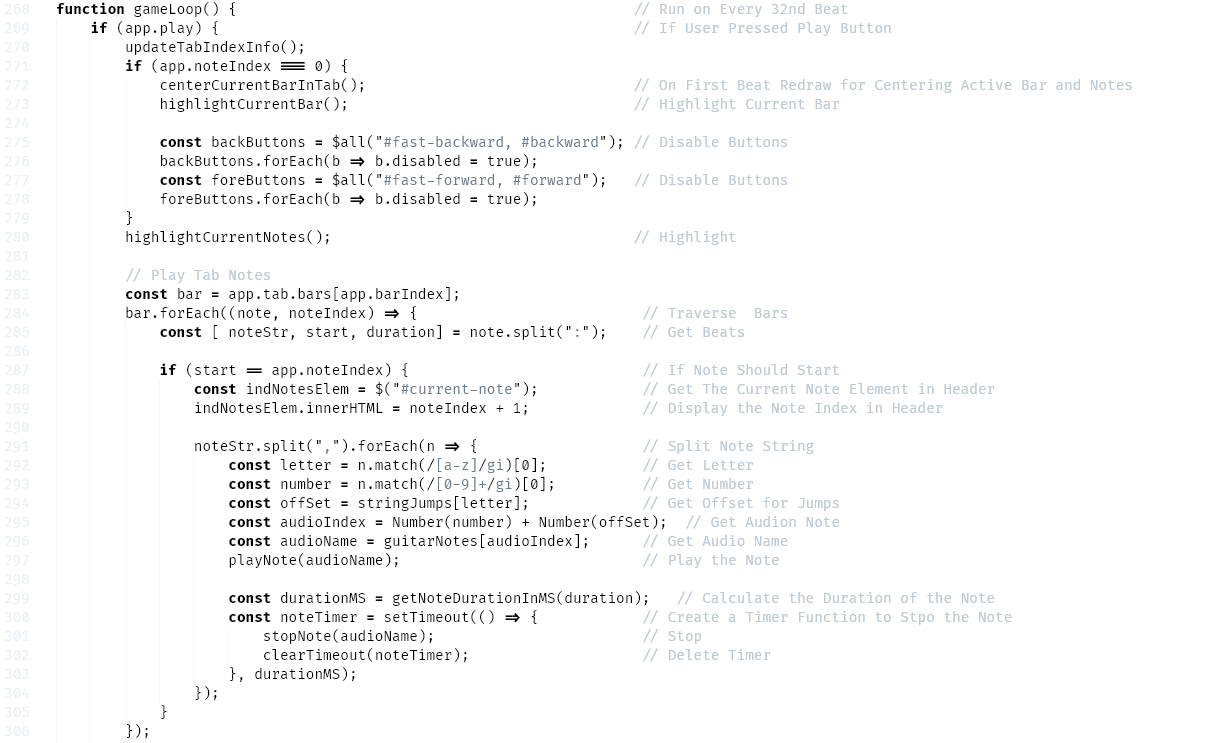 268 function gameLoop() { // Run on Every 32nd Beat
269 if (app.play) { // If User Pressed Play Button
270 updateTabIndexInfo();
271 if (app.noteIndex === 0) {
272 centerCurrentBarInTab(); // On First Beat Redraw for Centering Active Bar and Notes
273 highlightCurrentBar(); // Highlight Current Bar
274
275 const backButtons = $all("#fast-backward, #backward"); // Disable Buttons
276 backButtons.forEach(b => b.disabled = true);
277 const foreButtons = $all("#fast-forward, #forward"); // Disable Buttons
278 foreButtons.forEach(b => b.disabled = true);
279 }
280 highlightCurrentNotes(); // Highlight
281
282 // Play Tab Notes
283 const bar = app.tab.bars[app.barIndex];
284 bar.forEach((note, noteIndex) => { // Traverse  Bars
285 const [ noteStr, start, duration] = note.split(":"); // Get Beats
286
287 if (start == app.noteIndex) { // If Note Should Start
288 const indNotesElem = $("#current-note"); // Get The Current Note Element in Header
289 indNotesElem.innerHTML = noteIndex + 1; // Display the Note Index in Header
290
291 noteStr.split(",").forEach(n => { // Split Note String
292 const letter = n.match(/[a-z]/gi)[0]; // Get Letter
293 const number = n.match(/[0-9]+/gi)[0]; // Get Number
294 const offSet = stringJumps[letter]; // Get Offset for Jumps
295 const audioIndex = Number(number) + Number(offSet); // Get Audion Note
296 const audioName = guitarNotes[audioIndex]; // Get Audio Name
297 playNote(audioName); // Play the Note
298
299 const durationMS = getNoteDurationInMS(duration); // Calculate the Duration of the Note
300 const noteTimer = setTimeout(() => { // Create a Timer Function to Stpo the Note
301 stopNote(audioName); // Stop
302 clearTimeout(noteTimer); // Delete Timer
303 }, durationMS);
304 });
305 }
306 });